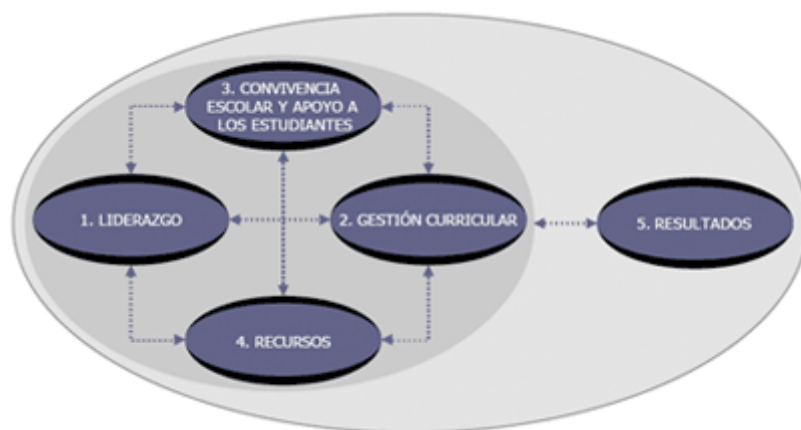 3. CONVIVENCIA
ESCOLAR Y APOYO A
LOS ESTUDIANTES
1. LIDERAZGO
2. GESTIÓN CURRICULAR
5. RESULTADOS
4. RECURSOS